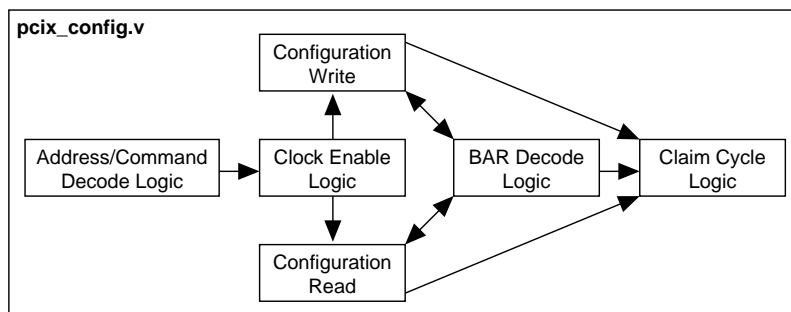 pcix_config.v
Configuration
Write
Address/Command
Decode Logic
Clock Enable
Logic
BAR Decode
Logic
Claim Cycle
Logic
Configuration
Read